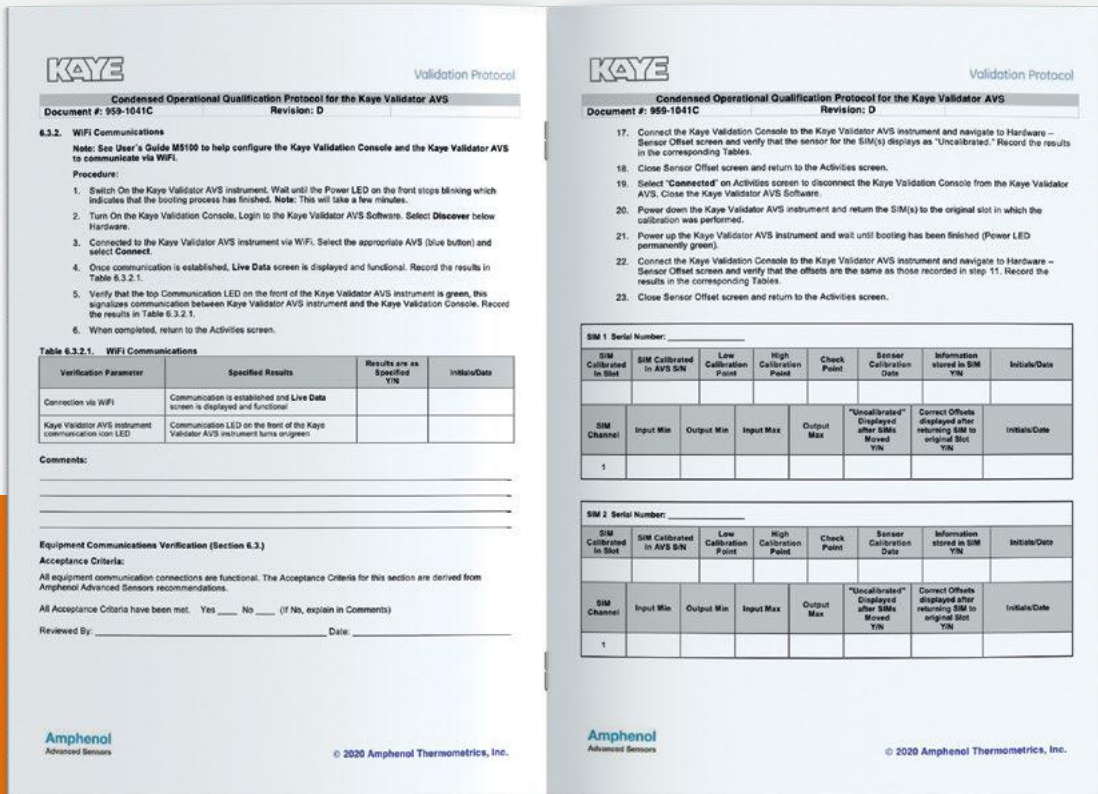 KAYE
Validation Protocol
Condensed Operational Qualification Protocol for the Kaye Validator AVS
Document #: 959-1041C Revision: D
6.3.2. WiFi Communications
Note: See User's Guide M5100 to help configure the Kaye Validation Console and the Kaye Validator AVS
to communicate via WiFi.
Procedure:
1. Switch On the Kaye Validator AVS instrument. Wait until the Power LED on the front stops blinking which
indicates that the booting process has finished. Note: This will take a few minutes.
2. Turn On the Kaye Validation Console, Login to the Kaye Validator AVS Software. Select Discover below
Hardware.
3. Connected to the Kaye Validator AVS instrument via WiFi. Select the appropriate AVS (blue button) and
select Connect.
4. Once communication is established, Live Data screen is displayed and functional. Record the results in
Table 6.3.2.1.
5. Verify that the top Communication LED on the front of the Kaye Validator AVS instrument is green, this
signalizes communication between Kaye Validator AVS instrument and the Kaye Validation Console. Record
the results in Table 6.3.2.1.
6. When completed, return to the Activities screen.
Table 6.3.2.1. WiFi Communications
Verification Parameter Specified Results Results are as Specified Y/N Initials/Date
Connection via WiFi Communication is established and Live Data screen is displayed and functional
Kaye Validator AVS instrument communication icon LED Communication LED on the front of the Kaye Validator AVS instrument turns on/green
Comments:
Equipment Communications Verification (Section 6.3.)
Acceptance Criteria:
All equipment communication connections are functional. The Acceptance Criteria for this section are derived from
Amphenol Advanced Sensors recommendations.
All Acceptance Criteria have been met. Yes ____ No ____ (If No, explain in Comments)
Reviewed By: ____ Date: ____
Amphenol
Advanced Sensors
© 2020 Amphenol Thermometrics, Inc.
KAYE
Validation Protocol
Condensed Operational Qualification Protocol for the Kaye Validator AVS
Document #: 959-1041C Revision: D
17. Connect the Kaye Validation Console to the Kaye Validator AVS instrument and navigate to Hardware –
Sensor Offset screen and verify that the sensor for the SIM(s) displays as "Uncalibrated." Record the results
in the corresponding Tables.
18. Close Sensor Offset screen and return to the Activities screen.
19. Select "Connected" on Activities screen to disconnect the Kaye Validation Console from the Kaye Validator
AVS. Close the Kaye Validator AVS Software.
20. Power down the Kaye Validator AVS instrument and return the SIM(s) to the original slot in which the
calibration was performed.
21. Power up the Kaye Validator AVS instrument and wait until booting has been finished (Power LED
permanently green).
22. Connect the Kaye Validation Console to the Kaye Validator AVS instrument and navigate to Hardware –
Sensor Offset screen and verify that the offsets are the same as those recorded in step 11. Record the
results in the corresponding Tables.
23. Close Sensor Offset screen and return to the Activities screen.
SIM 1 Serial Number: ____
SIM Calibrated In Slot SIM Calibrated In AVS S/N Low Calibration Point High Calibration Point Check Point Sensor Calibration Date Information stored in SIM Y/N Initials/Date
SIM Channel Input Min Output Min Input Max Output Max "Uncalibrated" Displayed after SIMs Moved Y/N Correct Offsets displayed after returning SIM to original Slot Y/N Initials/Date
1
SIM 2 Serial Number: ____
SIM Calibrated In Slot SIM Calibrated In AVS S/N Low Calibration Point High Calibration Point Check Point Sensor Calibration Date Information stored in SIM Y/N Initials/Date
SIM Channel Input Min Output Min Input Max Output Max "Uncalibrated" Displayed after SIMs Moved Y/N Correct Offsets displayed after returning SIM to original Slot Y/N Initials/Date
1
Amphenol
Advanced Sensors
© 2020 Amphenol Thermometrics, Inc.